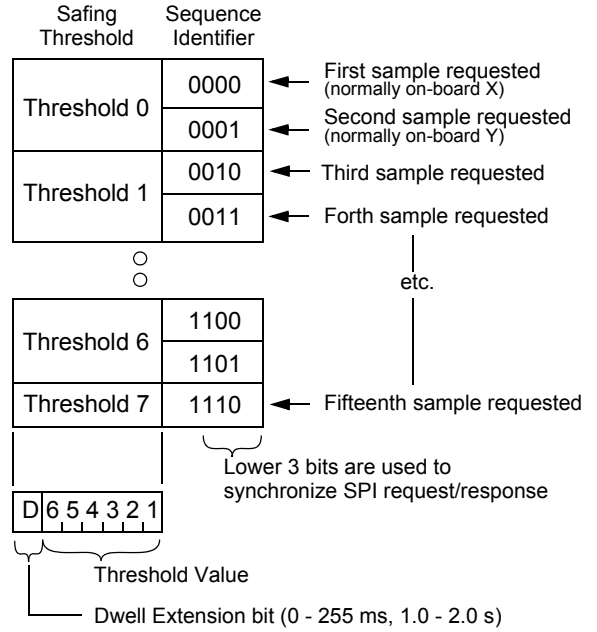 Safing Threshold
Sequence Identifier
Threshold 0
0000
First sample requested
(normally on-board X)
0001
Second sample requested
(normally on-board Y)
Threshold 1
0010
Third sample requested
0011
Forth sample requested
etc.
Threshold 6
1100
1101
Threshold 7
1110
Fifteenth sample requested
Lower 3 bits are used to
synchronize SPI request/response
D 6 5 4 3 2 1
Threshold Value
Dwell Extension bit (0 - 255 ms, 1.0 - 2.0 s)